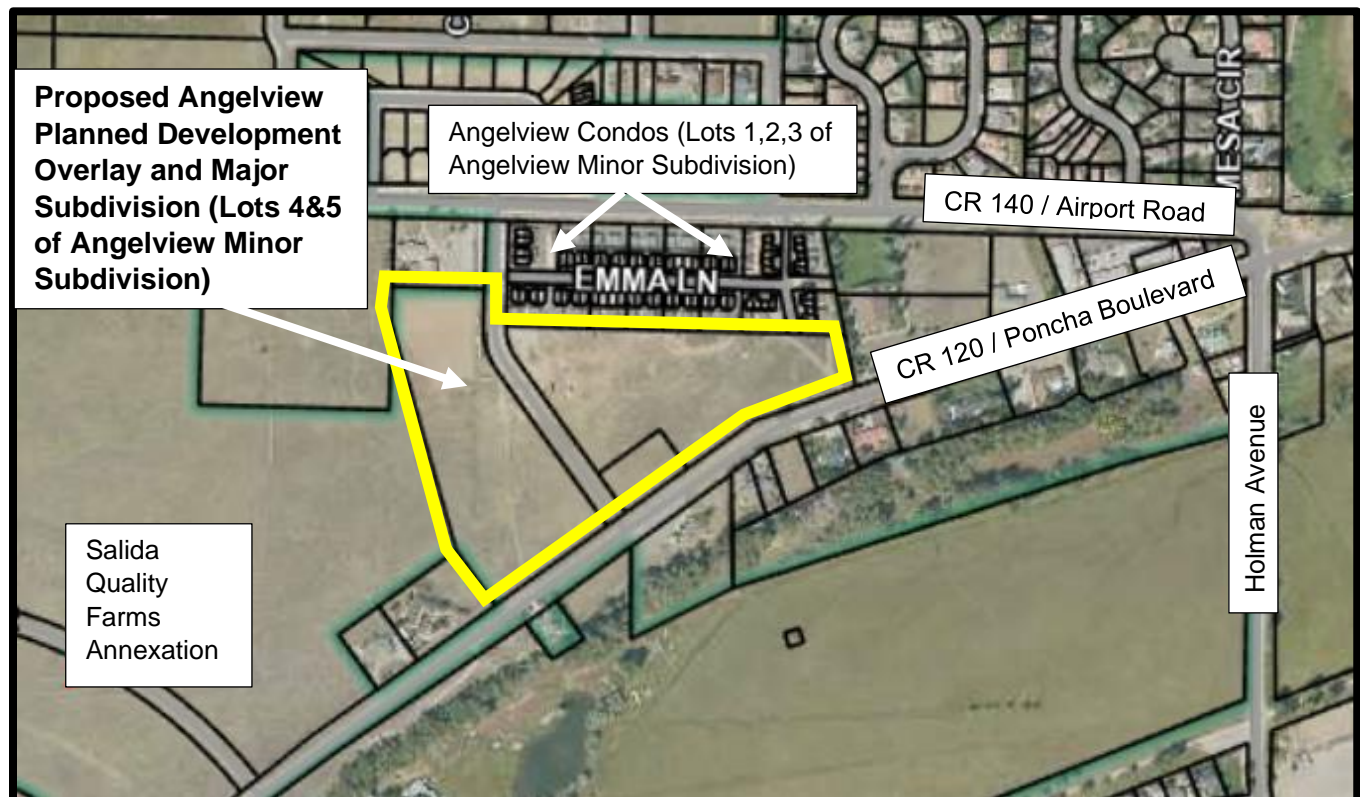 Proposed Angelview
Planned Development
Overlay and Major
Subdivision (Lots 4&5
of Angelview Minor
Subdivision)
Angelview Condos (Lots 1,2,3 of
Angelview Minor Subdivision)
MESA CIR
CR 140 / Airport Road
EMMA LN
CR 120 / Poncha Boulevard
Holman Avenue
Salida
Quality
Farms
Annexation